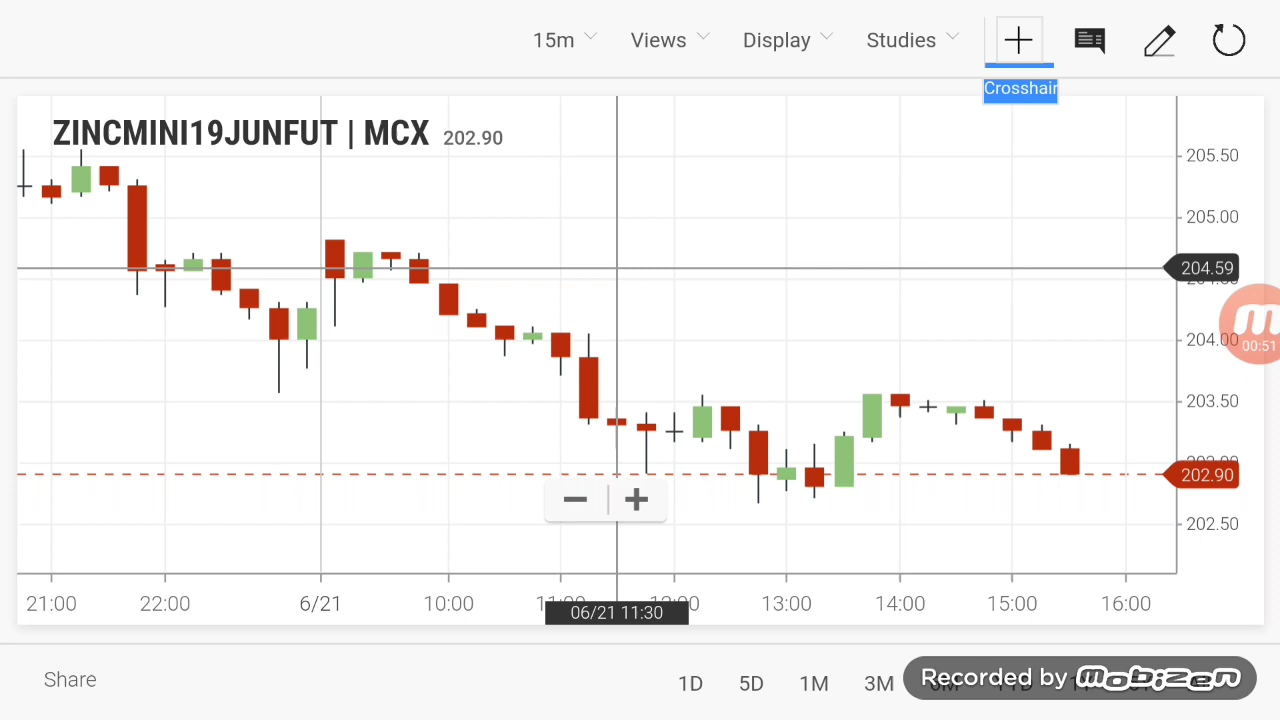 15m Views Display Studies
Crosshair
ZINCMINI19JUNFUT | MCX 202.90
205.50
205.00
204.59
204.00
00:51
203.50
202.90
202.50
21:00 22:00 6/21 10:00 13:00 14:00 15:00 16:00
06/21 11:30
Share 1D 5D 1M 3M
Recorded by mobizen